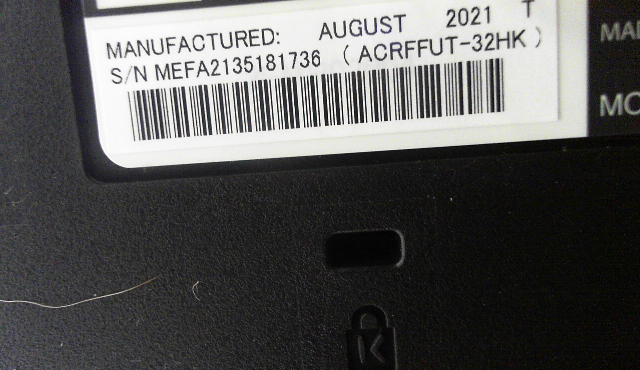 MANUFACTURED: AUGUST 2021 T
S/N MEFA2135181736 ( ACRFFUT-32HK )
K